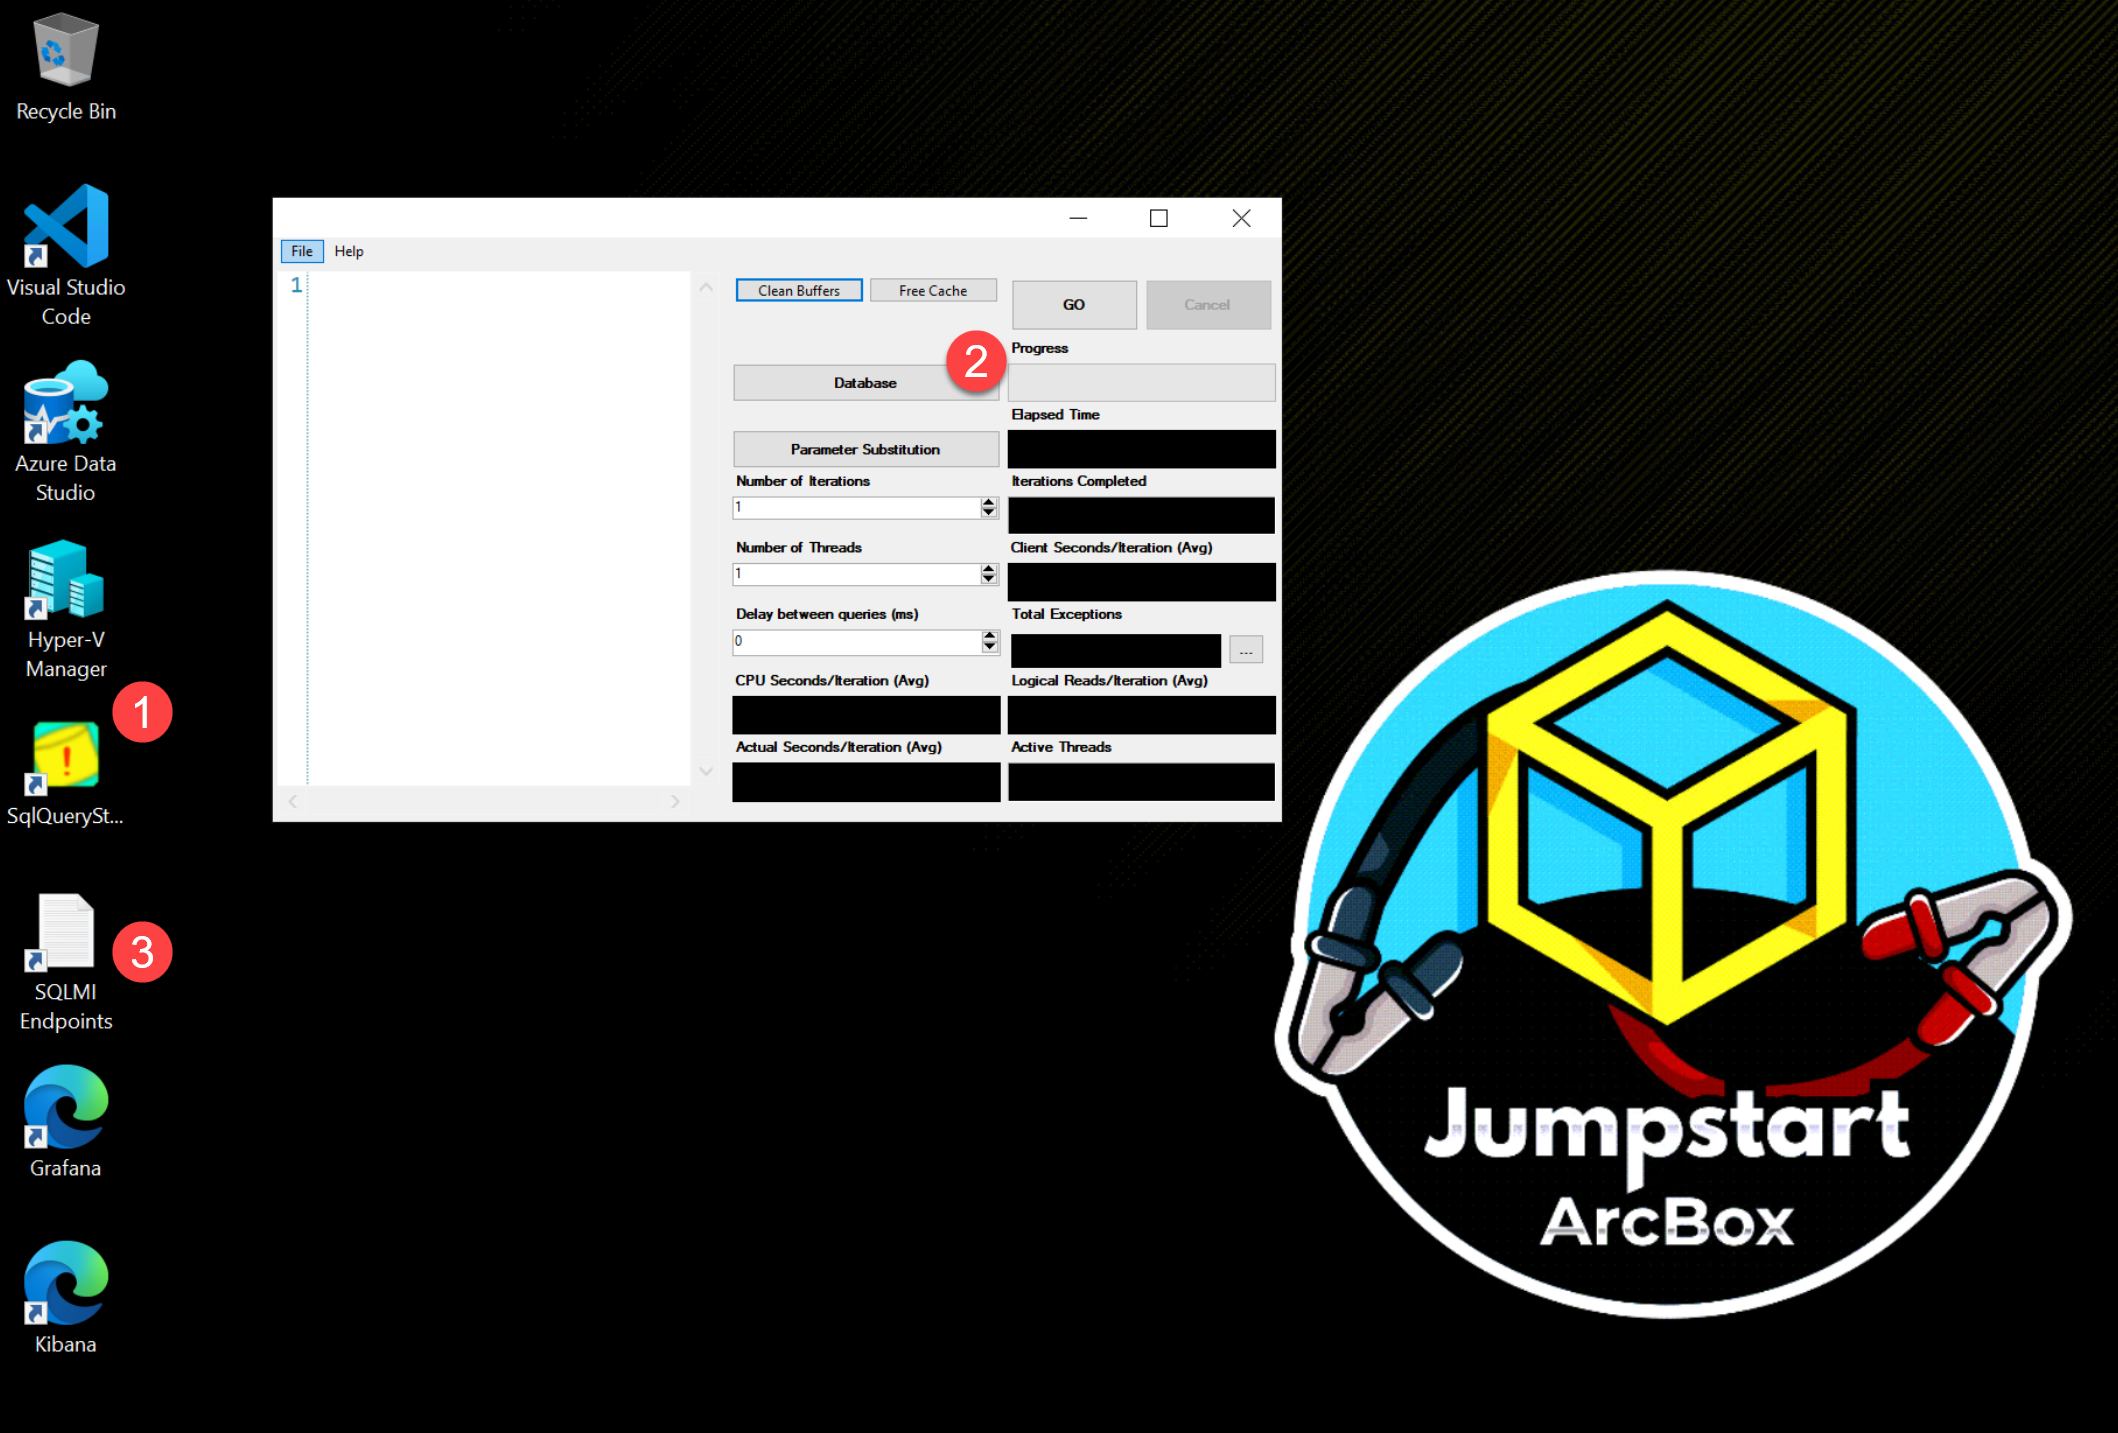 Recycle Bin
Visual Studio
Code
Azure Data
Studio
Hyper-V
Manager
1
SqlQuerySt...
3
SQLMI
Endpoints
Grafana
Kibana
File Help
1
Clean Buffers Free Cache
GO Cancel
2
Progress
Database
Elapsed Time
Parameter Substitution
Number of Iterations Iterations Completed
1
Number of Threads Client Seconds/Iteration (Avg)
1
Delay between queries (ms) Total Exceptions
0 ...
CPU Seconds/Iteration (Avg) Logical Reads/Iteration (Avg)
Actual Seconds/Iteration (Avg) Active Threads
Jumpstart
ArcBox